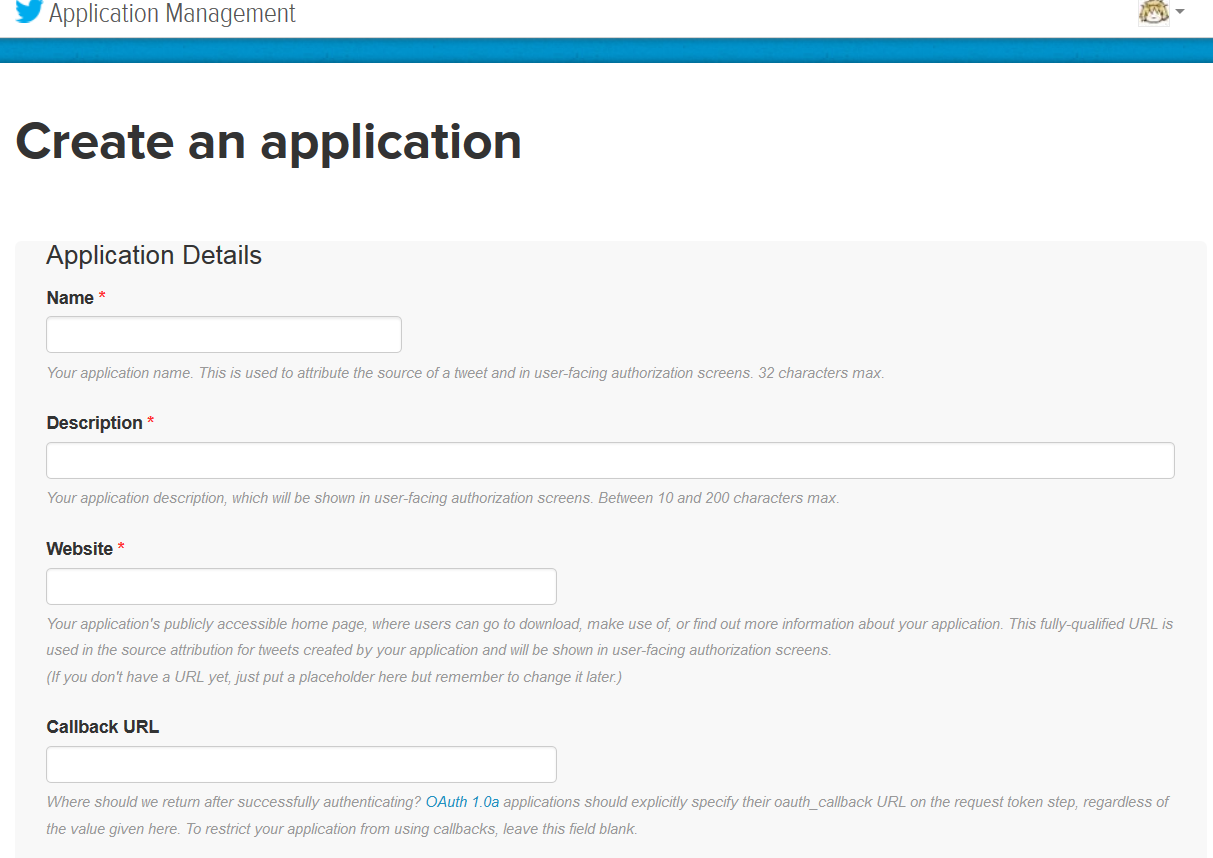 Application Management
Create an application
Application Details
Name *
Your application name. This is used to attribute the source of a tweet and in user-facing authorization screens. 32 characters max.
Description *
Your application description, which will be shown in user-facing authorization screens. Between 10 and 200 characters max.
Website *
Your application's publicly accessible home page, where users can go to download, make use of, or find out more information about your application. This fully-qualified URL is
used in the source attribution for tweets created by your application and will be shown in user-facing authorization screens.
(If you don't have a URL yet, just put a placeholder here but remember to change it later.)
Callback URL
Where should we return after successfully authenticating? OAuth 1.0a applications should explicitly specify their oauth_callback URL on the request token step, regardless of
the value given here. To restrict your application from using callbacks, leave this field blank.